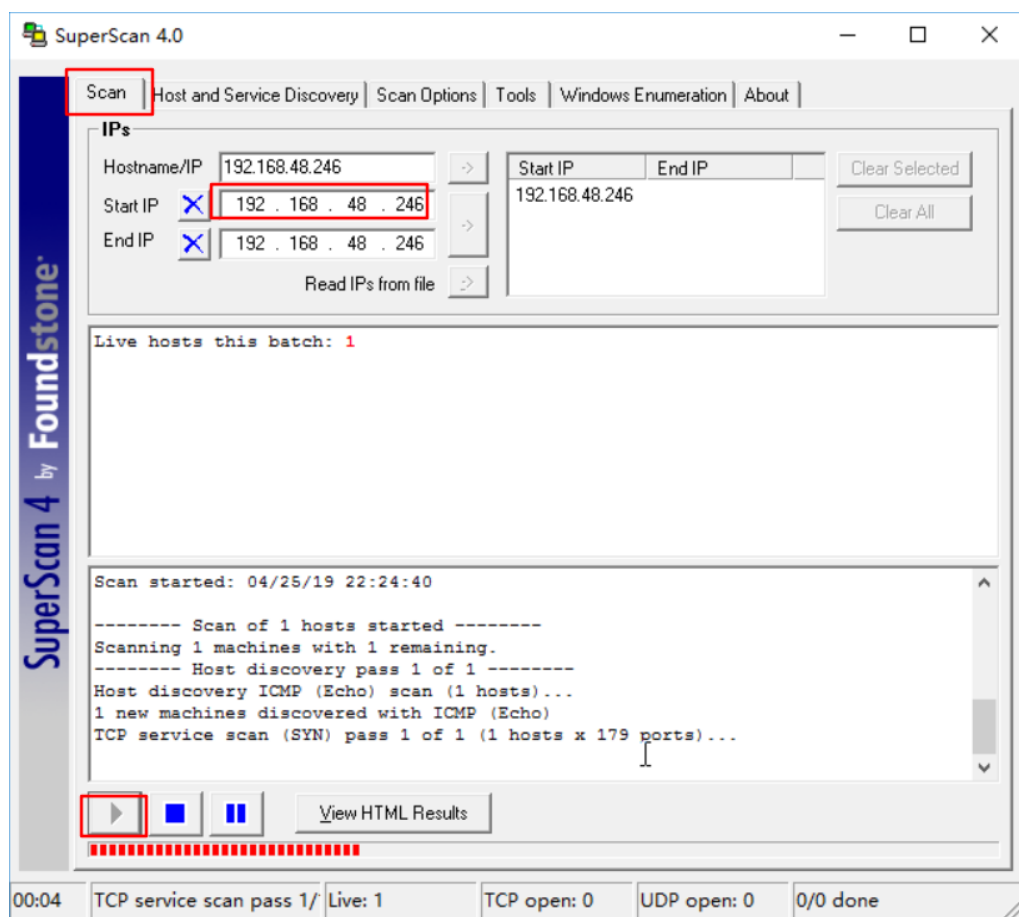 SuperScan 4.0
Scan Host and Service Discovery Scan Options Tools Windows Enumeration About
IPs
Hostname/IP 192.168.48.246 -> Start IP End IP Clear Selected
Start IP 192 . 168 . 48 . 246 -> 192.168.48.246 Clear All
End IP 192 . 168 . 48 . 246
Read IPs from file ->
SuperScan 4 by Foundstone
Live hosts this batch: 1
Scan started: 04/25/19 22:24:40
-------- Scan of 1 hosts started --------
Scanning 1 machines with 1 remaining.
-------- Host discovery pass 1 of 1 --------
Host discovery ICMP (Echo) scan (1 hosts)...
1 new machines discovered with ICMP (Echo)
TCP service scan (SYN) pass 1 of 1 (1 hosts x 179 ports)...
View HTML Results
00:04 TCP service scan pass 1/ Live: 1 TCP open: 0 UDP open: 0 0/0 done